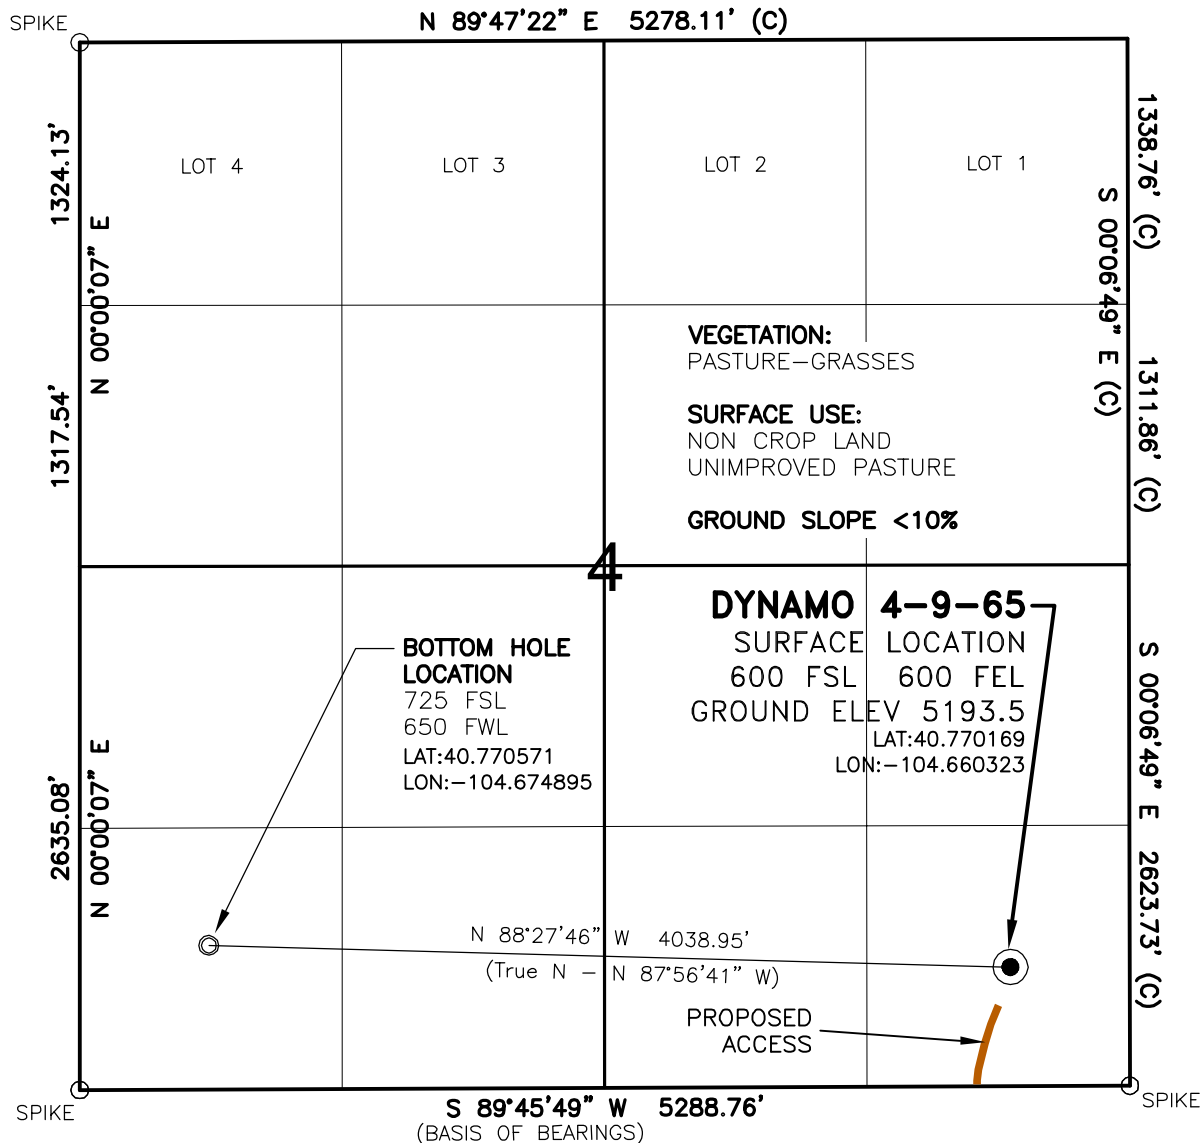 SPIKE
N 89°47'22" E 5278.11' (C)
1324.13'
N 00°00'07" E
1317.54'
LOT 4
LOT 3
LOT 2
LOT 1
1338.76' (C)
S 00°06'49" E (C)
1311.86' (C)
VEGETATION:
PASTURE-GRASSES
SURFACE USE:
NON CROP LAND
UNIMPROVED PASTURE
GROUND SLOPE <10%
4
DYNAMO 4-9-65
SURFACE LOCATION
600 FSL 600 FEL
GROUND ELEV 5193.5
LAT:40.770169
LON:-104.660323
BOTTOM HOLE
LOCATION
725 FSL
650 FWL
LAT:40.770571
LON:-104.674895
2635.08'
N 00°00'07" E
S 00°06'49" E 2623.73' (C)
N 88°27'46" W 4038.95'
(True N - N 87°56'41" W)
PROPOSED
ACCESS
SPIKE
S 89°45'49" W 5288.76'
(BASIS OF BEARINGS)
SPIKE